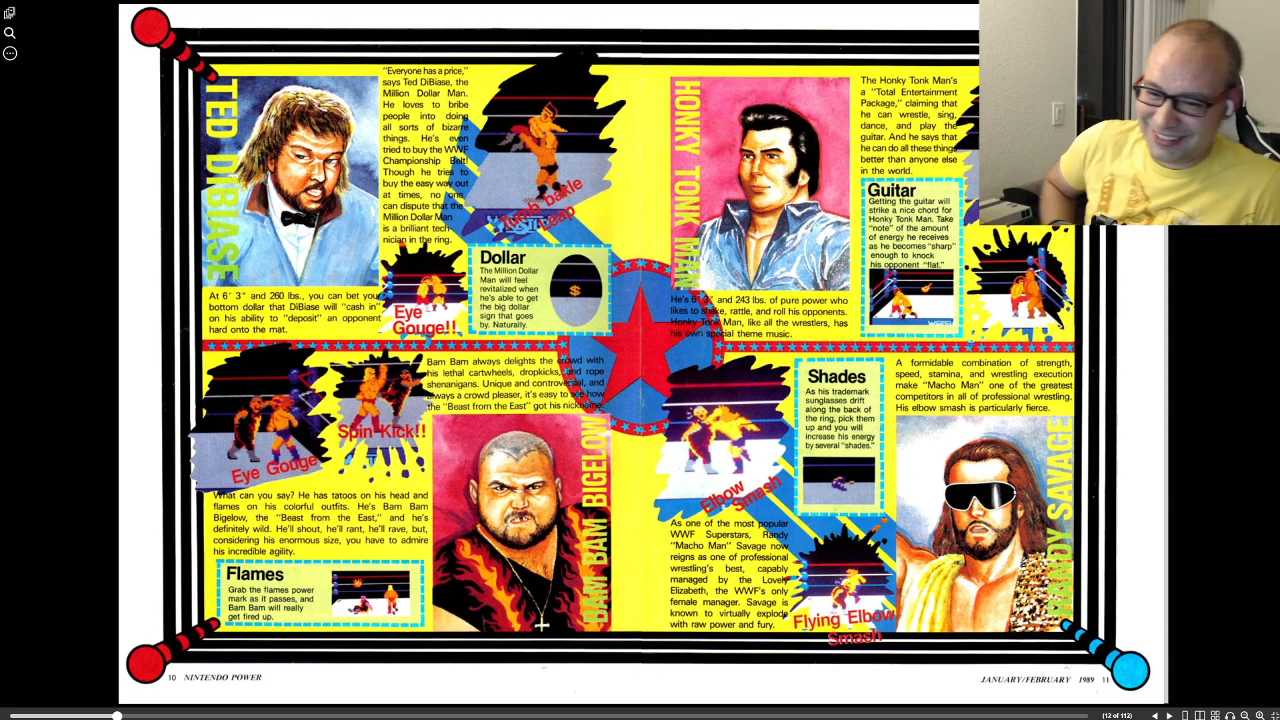 TED DIBIASE
"Everyone has a price,"
says Ted DiBiase, the
Million Dollar Man.
He loves to bribe
people into doing
all sorts of bizarre
things. He's even
tried to buy the WWF
Championship Belt!
Though he tries to
buy the easy way out
at times, no one
can dispute that the
Million Dollar Man
is a brilliant tech
nician in the ring.
Leap
Dollar
The Million Dollar
Man will feel
revitalized when
he's able to get
the big dollar
sign that goes
by. Naturally.
$
Eye
Gouge!!
At 6' 3" and 260 lbs., you can bet your
bottom dollar that DiBiase will "cash in"
on his ability to "deposit" an opponent
hard onto the mat.
HONKY TONK MAN
The Honky Tonk Man's
a "Total Entertainment
Package," claiming that
he can wrestle, sing,
dance, and play the
guitar. And he says that
he can do all these things
better than anyone else
in the world.
Guitar
Getting the guitar will
strike a nice chord for
Honky Tonk Man. Take
"note" of the amount
of energy he receives
as he becomes "sharp"
enough to knock
his opponent "flat."
He's 6' 3" and 243 lbs. of pure power who
likes to shake, rattle, and roll his opponents.
Honky Tonk Man, like all the wrestlers, has
his own special theme music.
Eye Gouge
Spin Kick!!
Bam Bam always delights the crowd with
his lethal cartwheels, dropkicks, and rope
shenanigans. Unique and controversal, and
always a crowd pleaser, it's easy to see how
the "Beast from the East" got his nickname.
BAM BAM BIGELOW
What can you say? He has tatoos on his head and
flames on his colorful outfits. He's Bam Bam
Bigelow, the "Beast from the East," and he's
definitely wild. He'll shout, he'll rant, he'll rave, but,
considering his enormous size, you have to admire
his incredible agility.
Flames
Grab the flames power
mark as it passes, and
Bam Bam will really
get fired up.
Elbow
Smash
Shades
As his trademark
sunglasses drift
along the back of
the ring, pick them
up and you will
increase his energy
by several "shades."
A formidable combination of strength,
speed, stamina, and wrestling execution
make "Macho Man" one of the greatest
competitors in all of professional wrestling.
His elbow smash is particularly fierce.
RANDY SAVAGE
As one of the most popular
WWF Superstars, Randy
"Macho Man" Savage now
reigns as one of professional
wrestling's best, capably
managed by the Lovely
Elizabeth, the WWF's only
female manager. Savage is
known to virtually explode
with raw power and fury.
Flying Elbow
Smash
10 NINTENDO POWER
JANUARY/FEBRUARY 1989 11
(12 of 112)